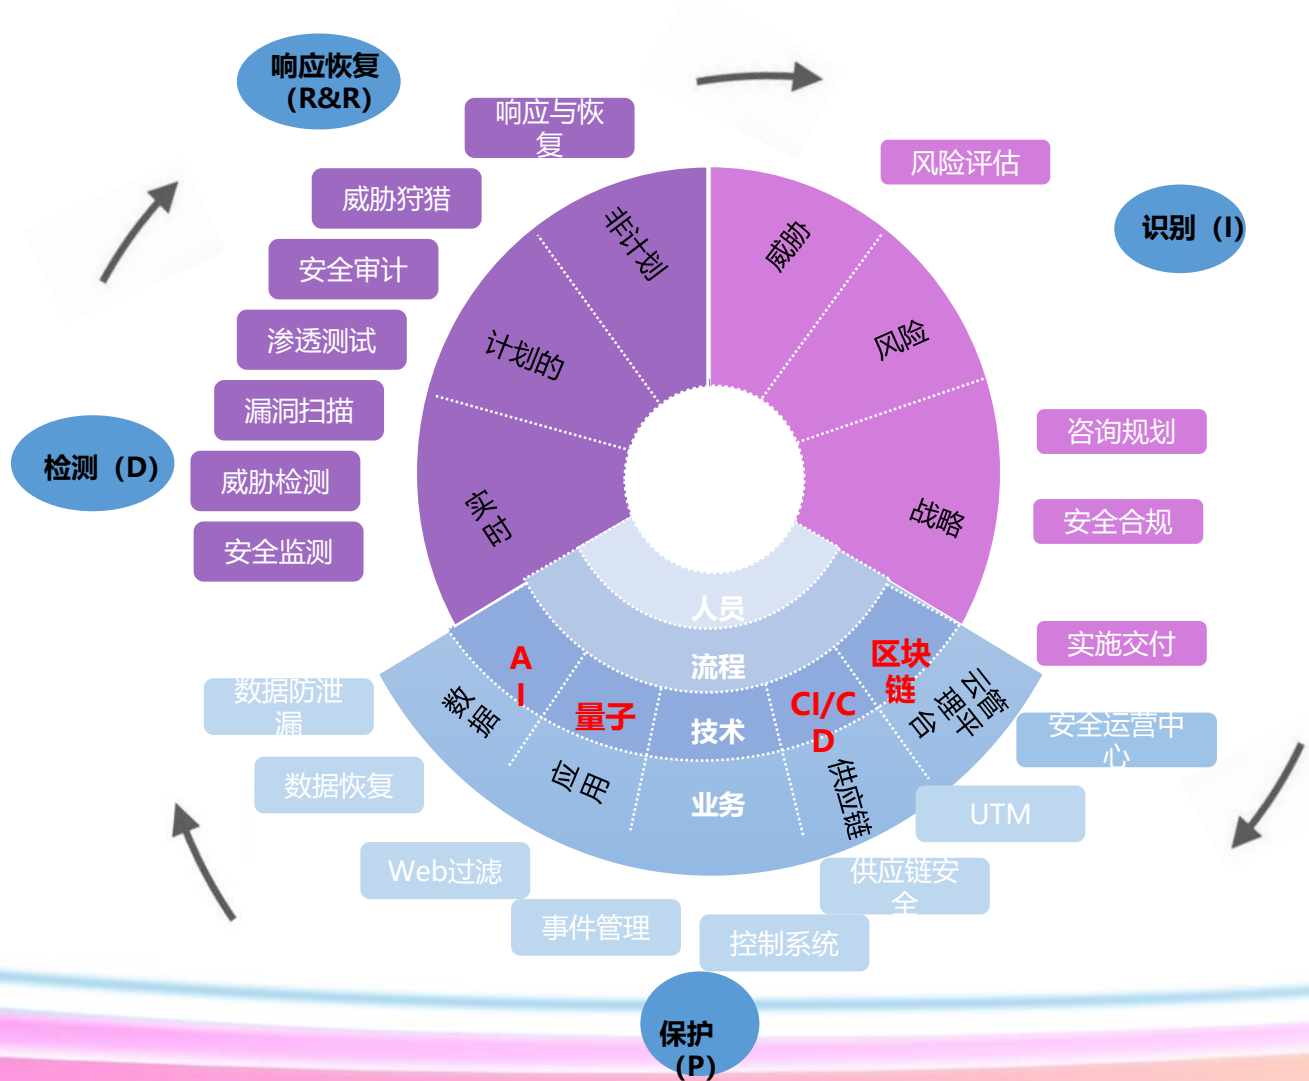 响应恢复
（R&R）
响应与恢
复
风险评估
威胁狩猎
识别（I）
安全审计
渗透测试
漏洞扫描
检测（D）
威胁检测
安全监测
非计划
威胁
计划的
风险
实
时
战略
咨询规划
安全合规
实施交付
人员
流程
技术
业务
A
I
量子
CI/C
D
区块
链
数
据
应
用
供应链
云管平
理
台
数据防泄
漏
数据恢复
Web过滤
事件管理
控制系统
供应链安
全
UTM
安全运营中
心
保护
（P）